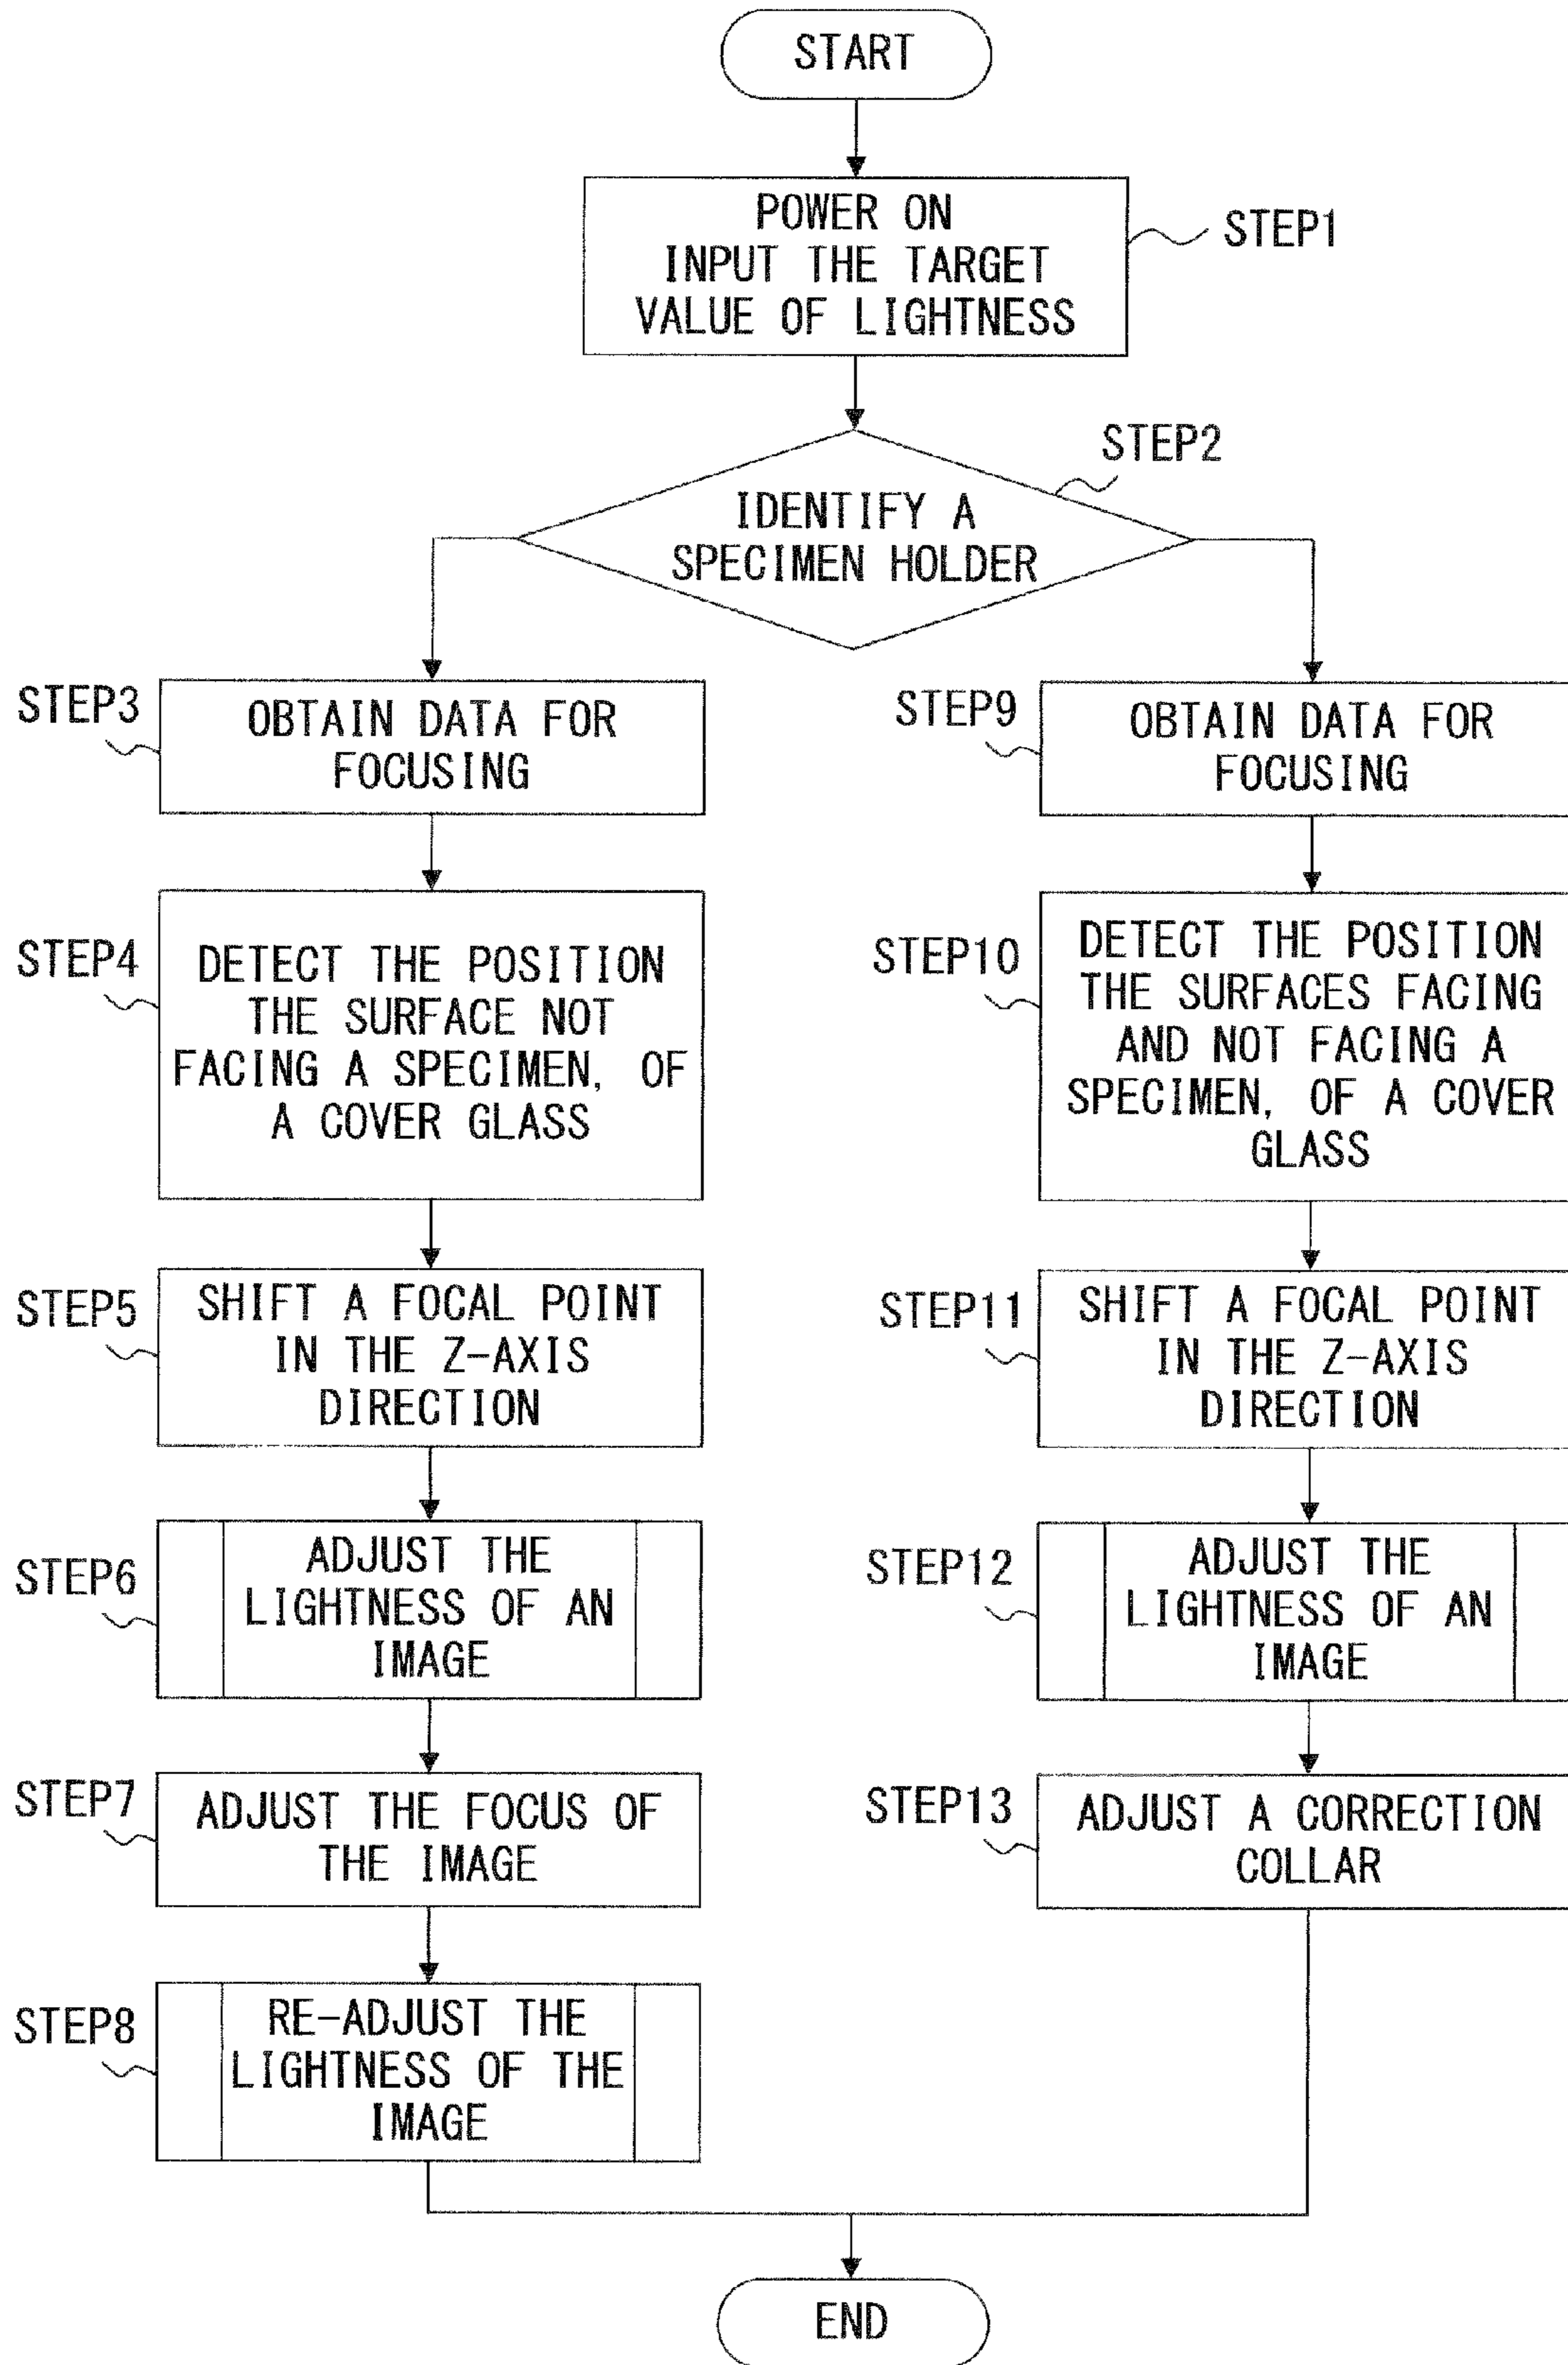 START
POWER ON
INPUT THE TARGET
VALUE OF LIGHTNESS
STEP1
STEP2
IDENTIFY A
SPECIMEN HOLDER
STEP3
OBTAIN DATA FOR
FOCUSING
STEP4
DETECT THE POSITION
THE SURFACE NOT
FACING A SPECIMEN, OF
A COVER GLASS
STEP5
SHIFT A FOCAL POINT
IN THE Z-AXIS
DIRECTION
STEP6
ADJUST THE
LIGHTNESS OF AN
IMAGE
STEP7
ADJUST THE FOCUS OF
THE IMAGE
STEP8
RE-ADJUST THE
LIGHTNESS OF THE
IMAGE
STEP9
OBTAIN DATA FOR
FOCUSING
STEP10
DETECT THE POSITION
THE SURFACES FACING
AND NOT FACING A
SPECIMEN, OF A COVER
GLASS
STEP11
SHIFT A FOCAL POINT
IN THE Z-AXIS
DIRECTION
STEP12
ADJUST THE
LIGHTNESS OF AN
IMAGE
STEP13
ADJUST A CORRECTION
COLLAR
END